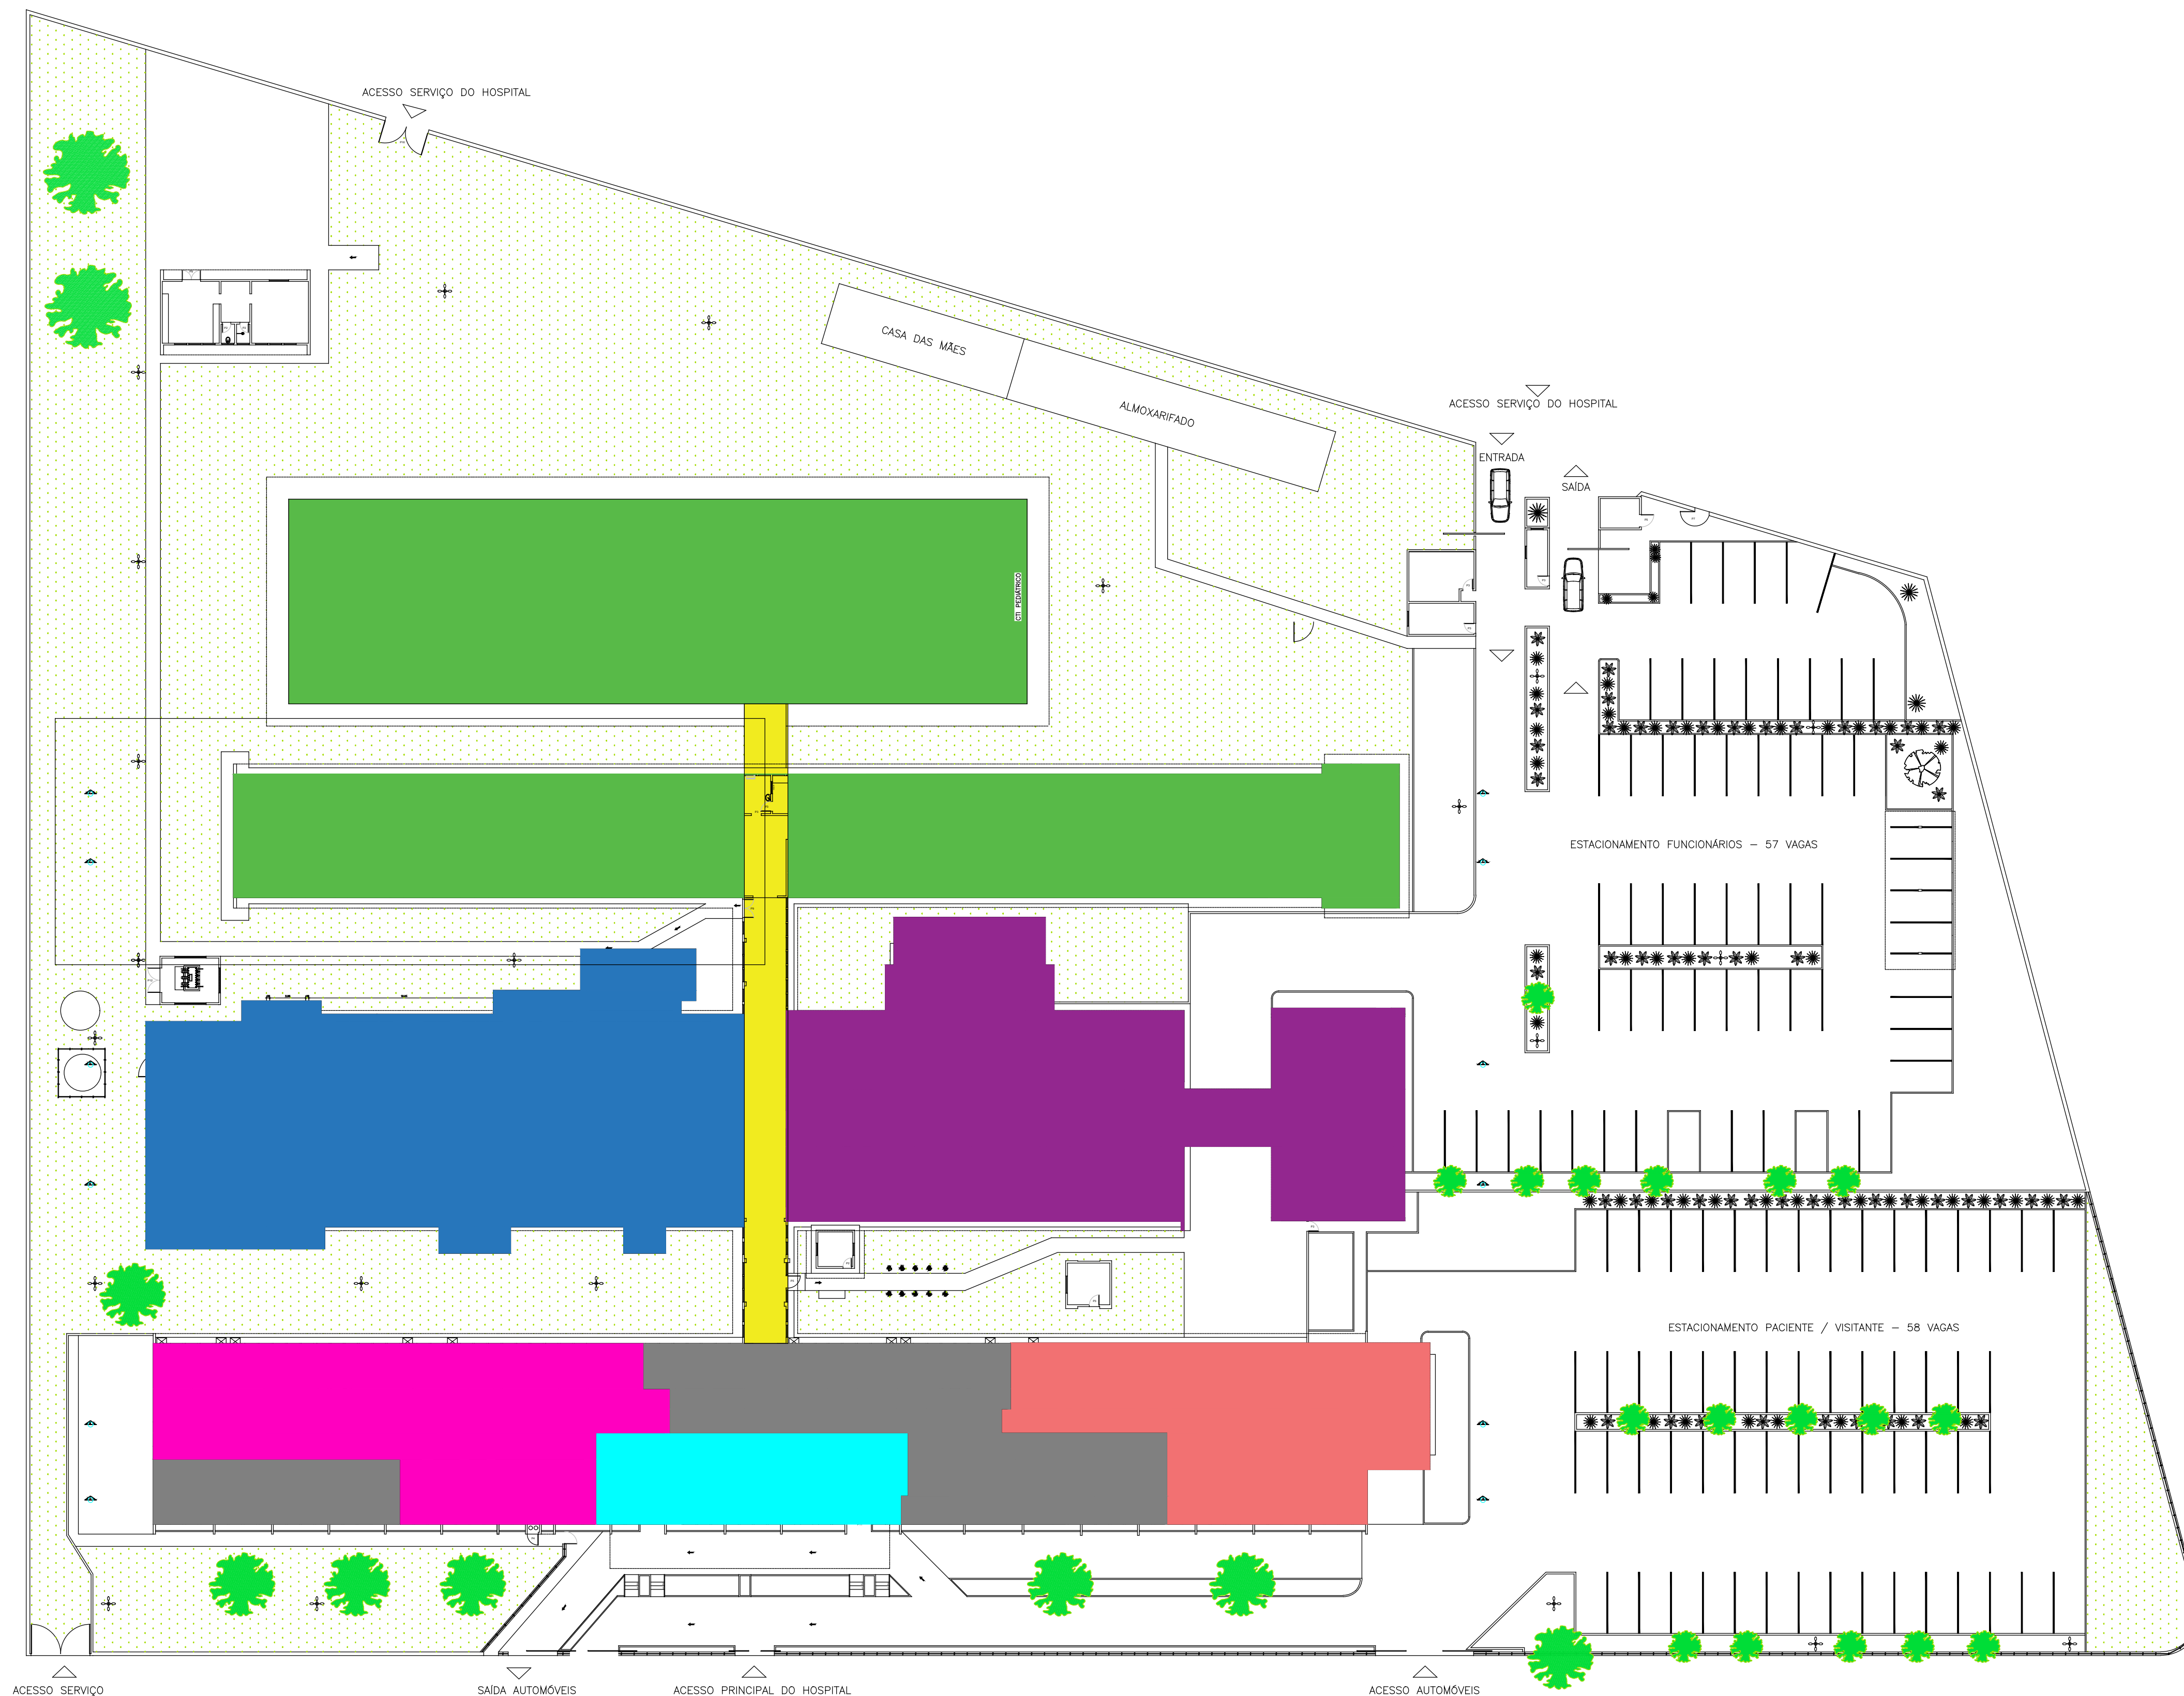 ACESSO SERVIÇO DO HOSPITAL
CASA DAS MÃES
ALMOXARIFADO
ACESSO SERVIÇO DO HOSPITAL
ENTRADA
SAÍDA
CTI PEDIÁTRICO
ESTACIONAMENTO FUNCIONÁRIOS – 57 VAGAS
ESTACIONAMENTO PACIENTE / VISITANTE – 58 VAGAS
ACESSO SERVIÇO
SAÍDA AUTOMÓVEIS
ACESSO PRINCIPAL DO HOSPITAL
ACESSO AUTOMÓVEIS